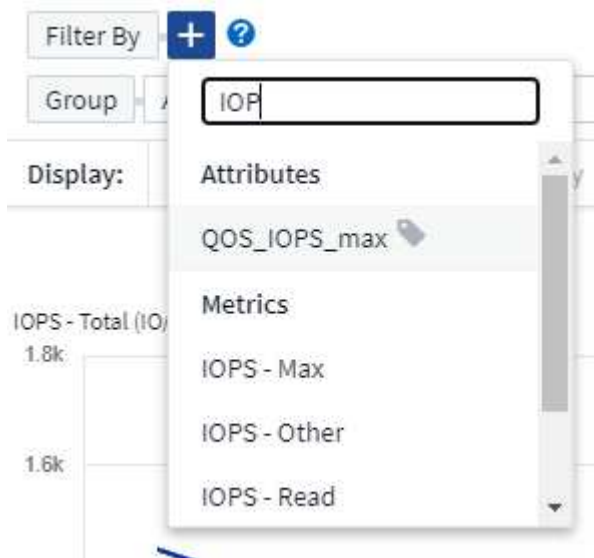 Filter By + ?
Group
IOP
Display:
Attributes
QOS_IOPS_max
Metrics
IOPS - Total (IO/
1.8k
IOPS - Max
IOPS - Other
1.6k
IOPS - Read